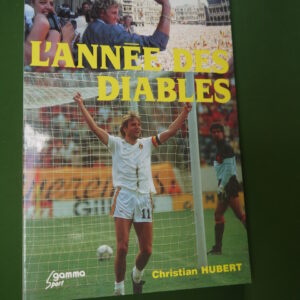 L'ANNÉE DES
DIABLES
11
gamma
sport
Christian HUBERT